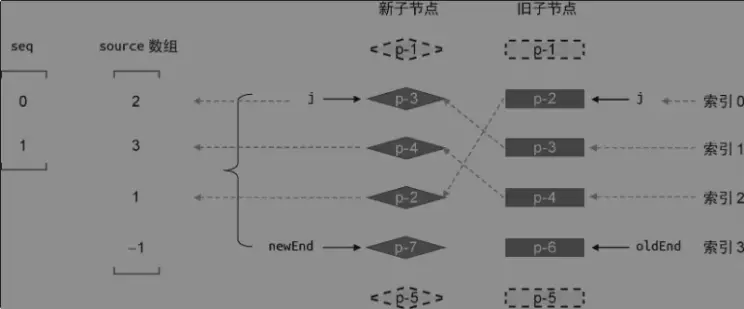 新子节点 旧子节点
seq source 数组 p-1 p-1
0 2 j p-3 p-2 j 索引 0
1 3 p-4 p-3 索引 1
1 p-2 p-4 索引 2
−1 newEnd p-7 p-6 oldEnd 索引 3
p-5 p-5